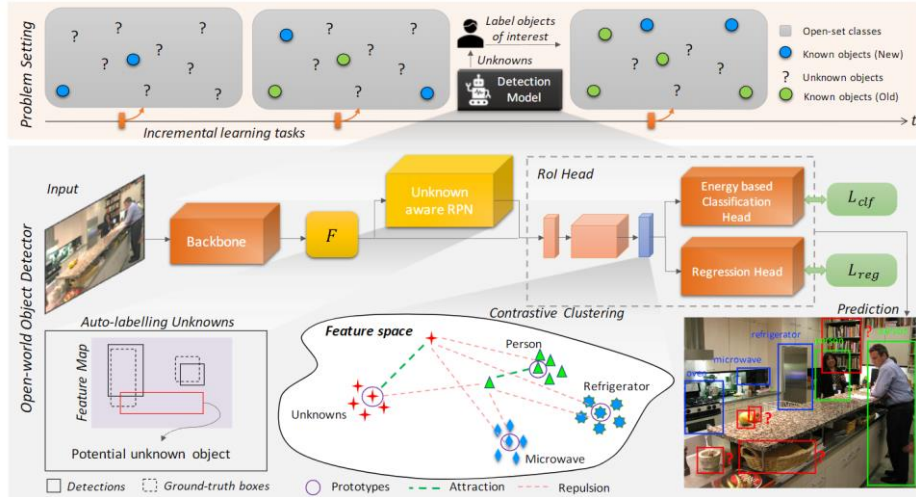 Problem Setting
?
?
?
?
?
?
?
?
?
?
?
?
?
?
Label objects
of interest
Unknowns
Detection
Model
?
?
?
?
?
Open-set classes
Known objects (New)
? Unknown objects
Known objects (Old)
Incremental learning tasks
t
Open-world Object Detector
Input
Backbone
F
Unknown
aware RPN
RoI Head
Energy based
Classification
Head
L_clf
Regression Head
L_reg
Prediction
Auto-labelling Unknowns
Feature Map
Potential unknown object
Detections
Ground-truth boxes
Contrastive Clustering
Feature space
Person
Refrigerator
Unknowns
Microwave
Prototypes
Attraction
Repulsion
refrigerator
microwave
oven
?
?
?
?